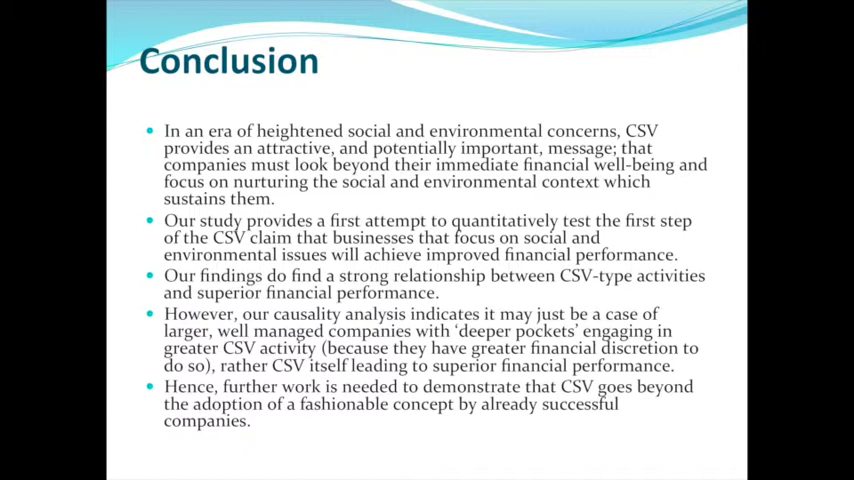 Conclusion
• In an era of heightened social and environmental concerns, CSV
provides an attractive, and potentially important, message; that
companies must look beyond their immediate financial well-being and
focus on nurturing the social and environmental context which
sustains them.
• Our study provides a first attempt to quantitatively test the first step
of the CSV claim that businesses that focus on social and
environmental issues will achieve improved financial performance.
• Our findings do find a strong relationship between CSV-type activities
and superior financial performance.
• However, our causality analysis indicates it may just be a case of
larger, well managed companies with ‘deeper pockets’ engaging in
greater CSV activity (because they have greater financial discretion to
do so), rather CSV itself leading to superior financial performance.
• Hence, further work is needed to demonstrate that CSV goes beyond
the adoption of a fashionable concept by already successful
companies.